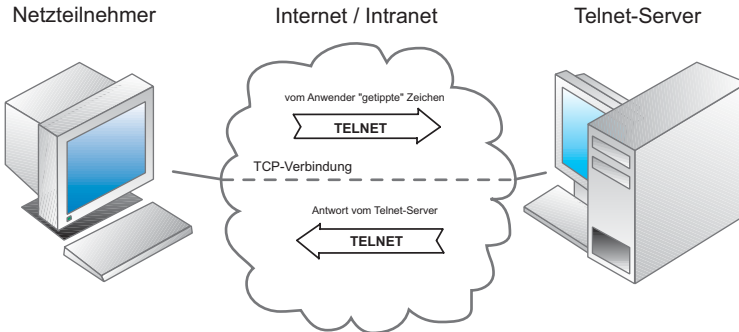 Netzteilnehmer
Internet / Intranet
Telnet-Server
vom Anwender "getippte" Zeichen
TELNET
TCP-Verbindung
Antwort vom Telnet-Server
TELNET